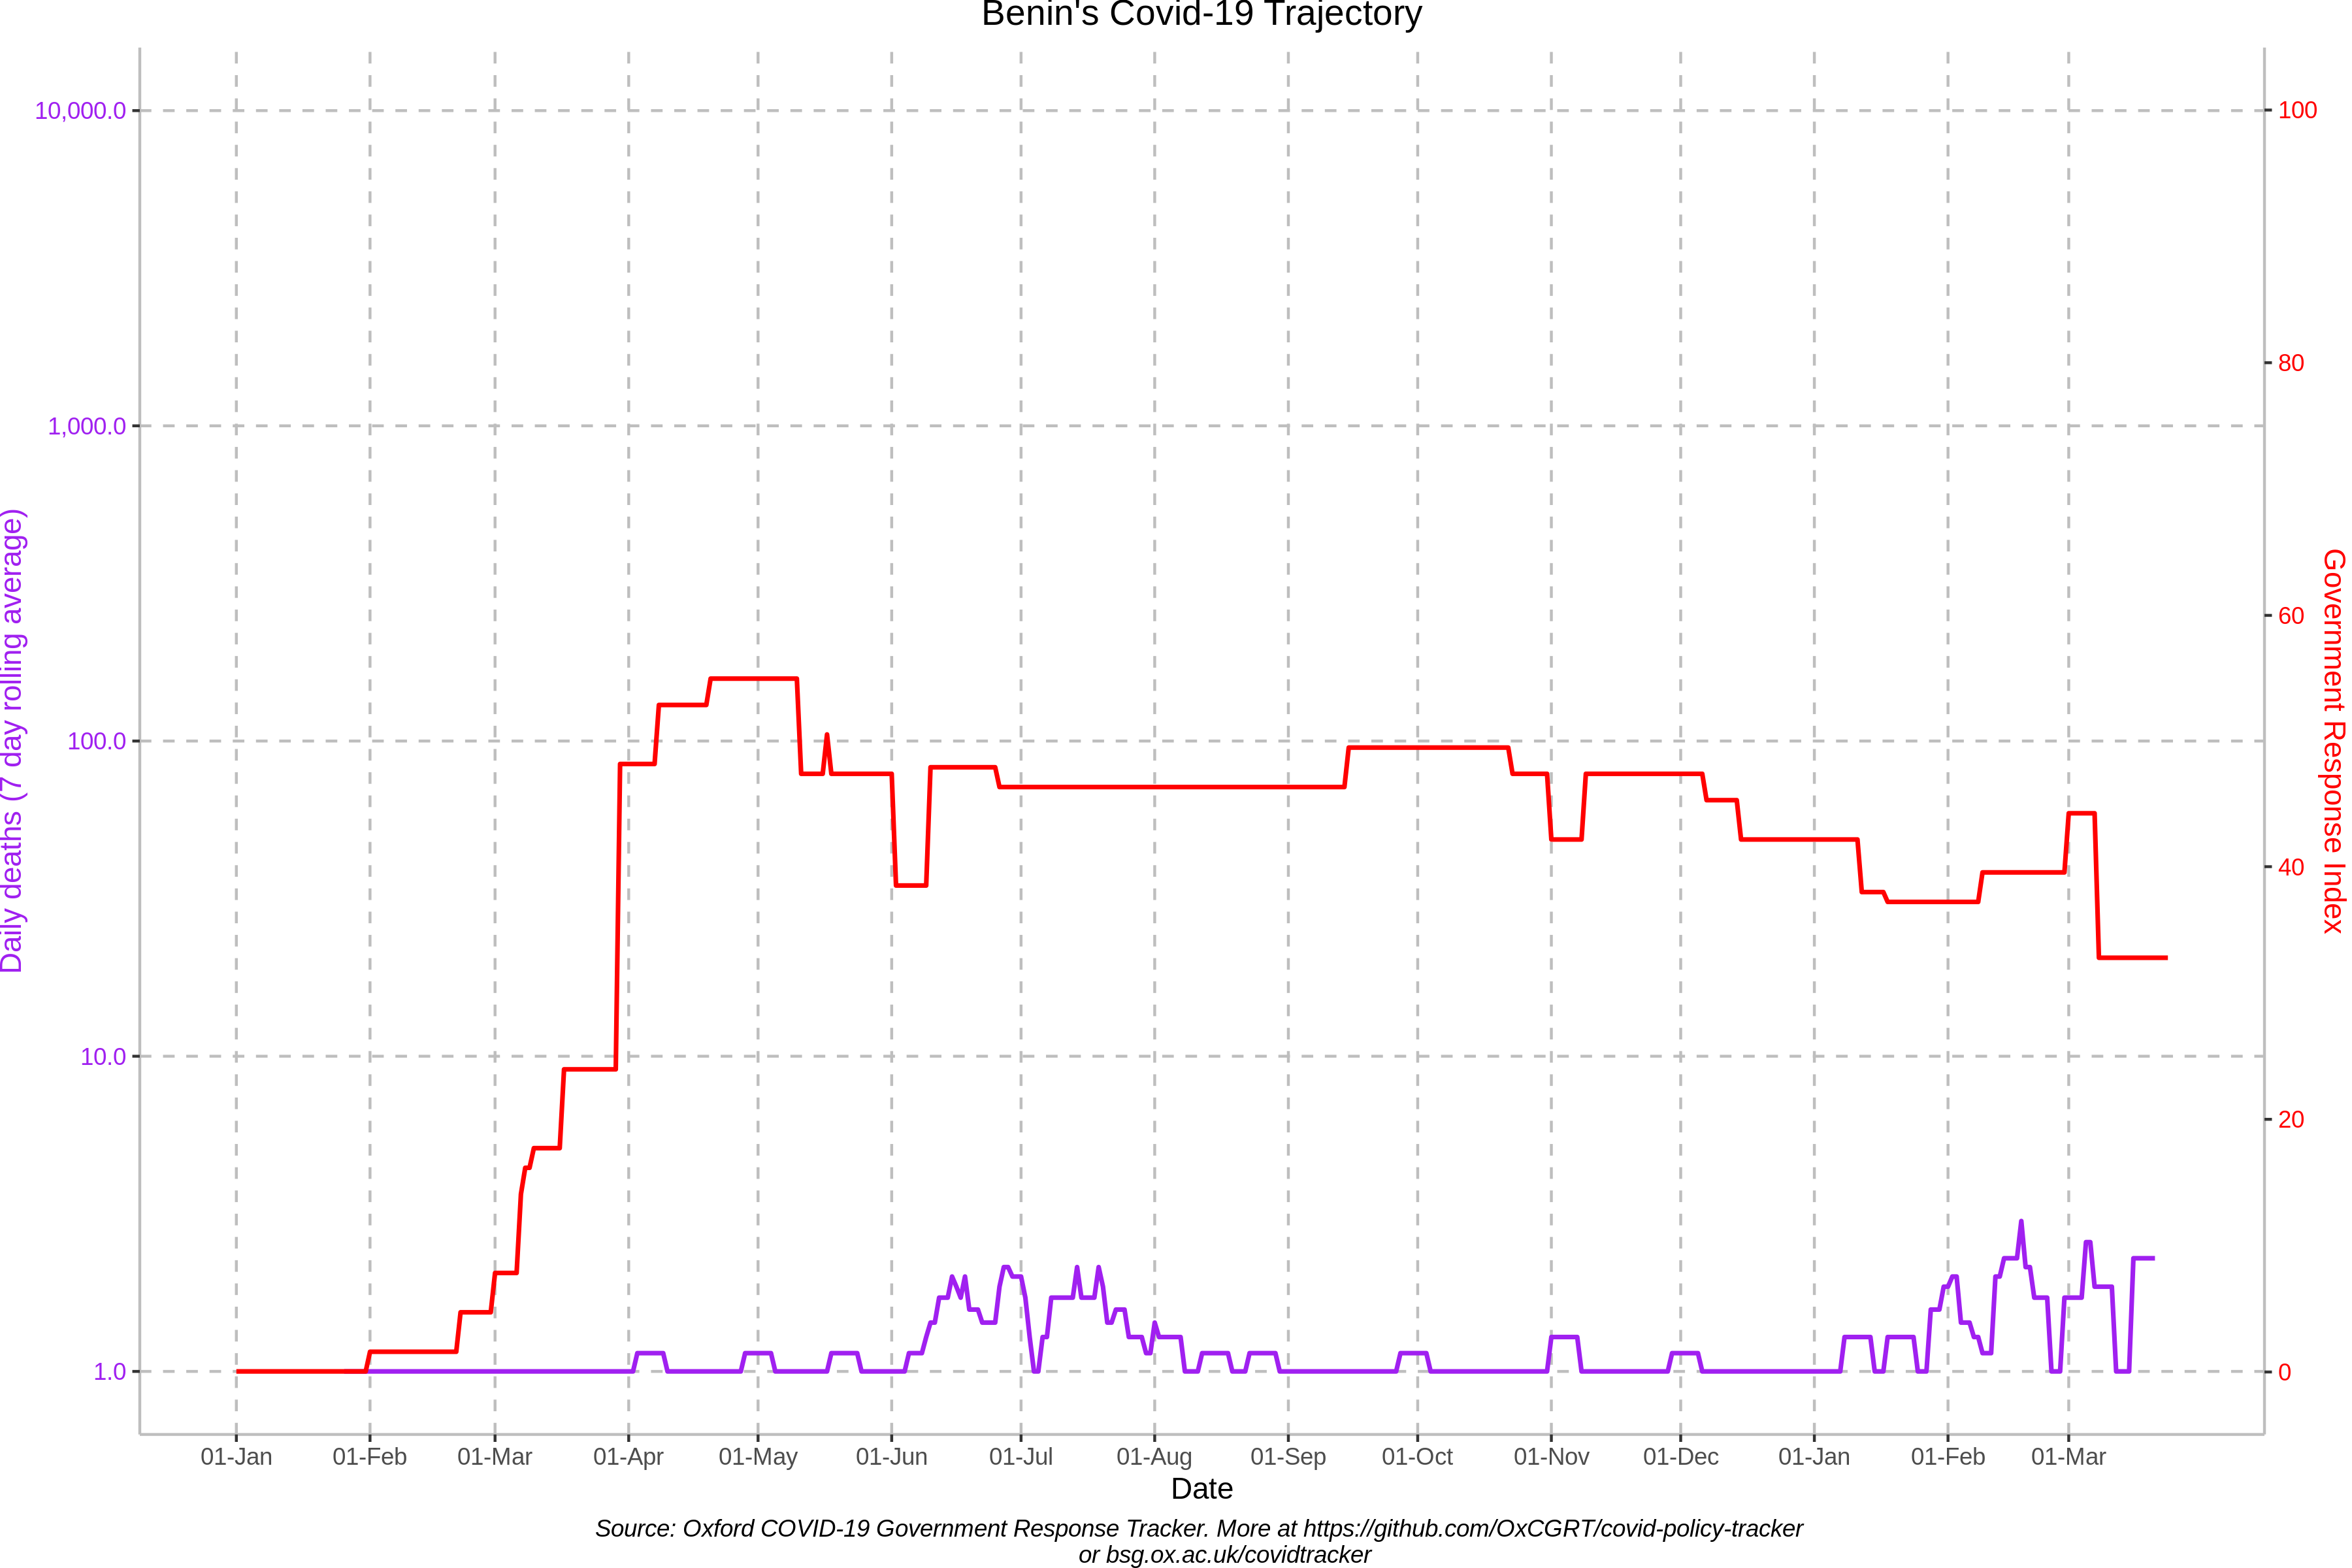 Benin's Covid-19 Trajectory
10,000.0
1,000.0
100.0
10.0
1.0
Daily deaths (7 day rolling average)
100
80
60
40
20
0
Government Response Index
01-Jan 01-Feb 01-Mar 01-Apr 01-May 01-Jun 01-Jul 01-Aug 01-Sep 01-Oct 01-Nov 01-Dec 01-Jan 01-Feb 01-Mar
Date
Source: Oxford COVID-19 Government Response Tracker. More at https://github.com/OxCGRT/covid-policy-tracker
or bsg.ox.ac.uk/covidtracker